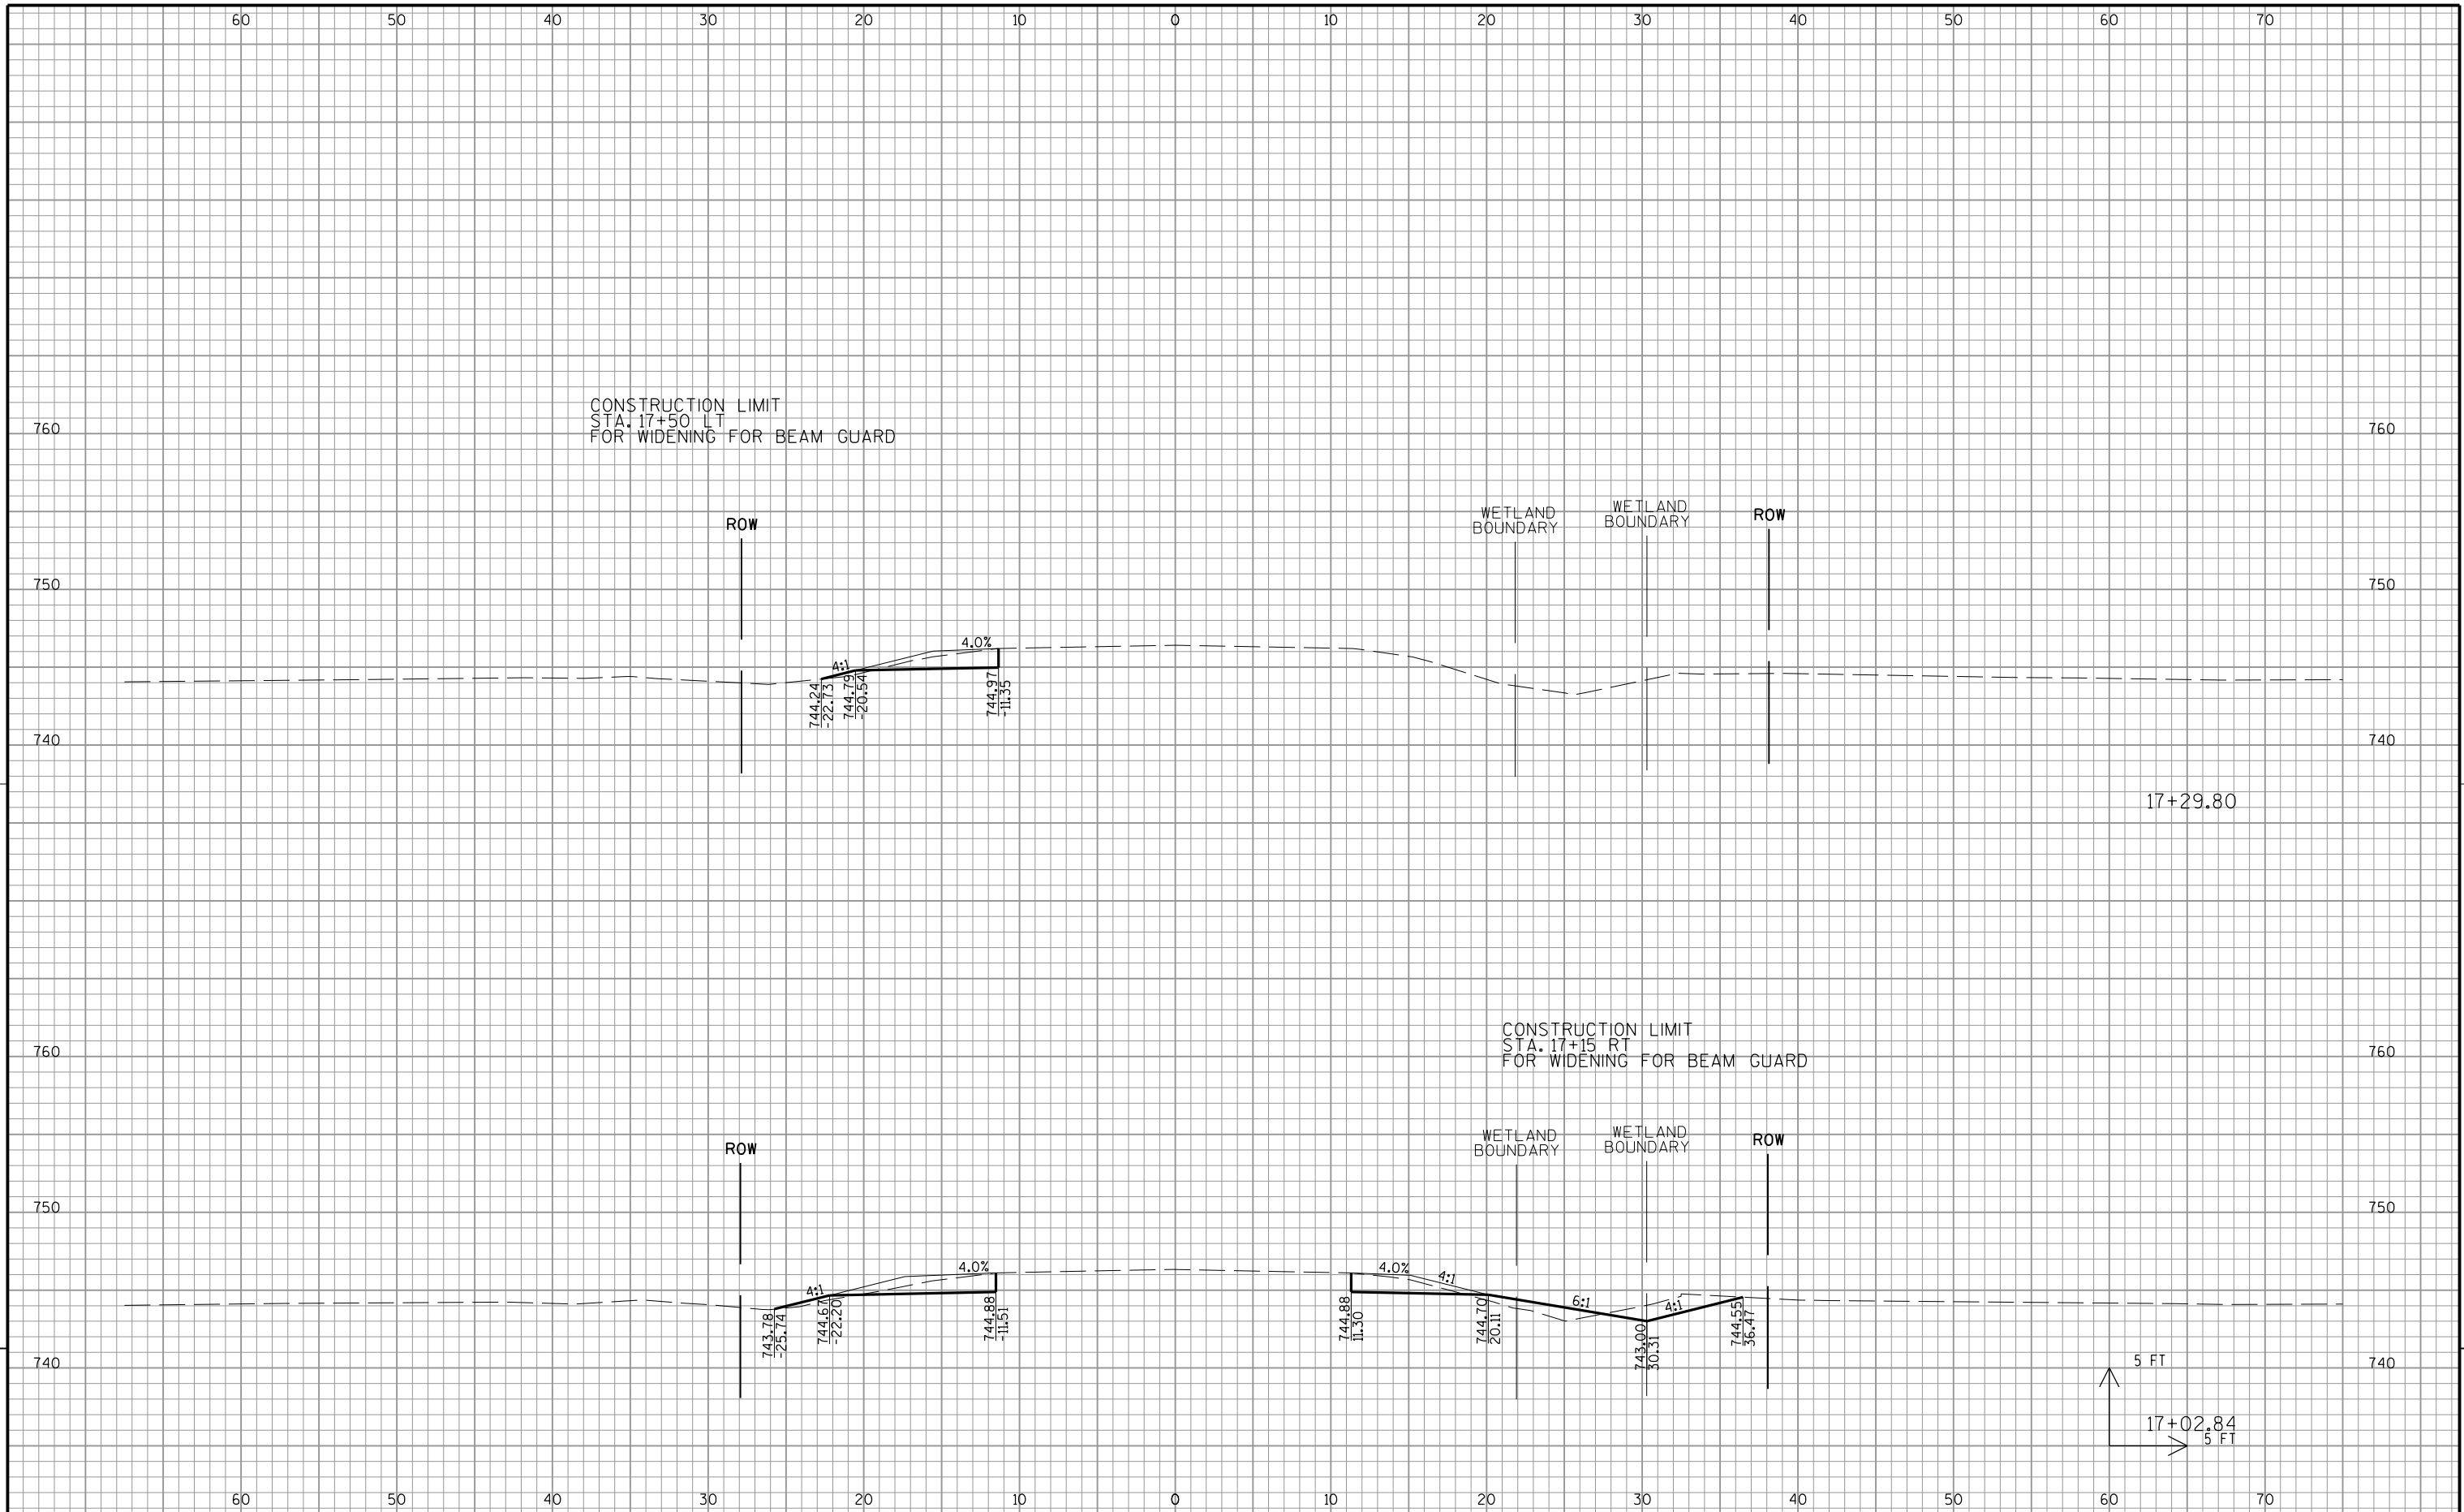 60 50 40 30 20 10 0 10 20 30 40 50 60 70
CONSTRUCTION LIMIT
STA. 17+50 LT
FOR WIDENING FOR BEAM GUARD
760 760
ROW
WETLAND
BOUNDARY
WETLAND
BOUNDARY
ROW
750 750
4:1
4.0%
744.24
-22.73
744.79
-20.54
744.97
-11.35
740 740
17+29.80
CONSTRUCTION LIMIT
STA. 17+15 RT
FOR WIDENING FOR BEAM GUARD
760 760
ROW
WETLAND
BOUNDARY
WETLAND
BOUNDARY
ROW
750 750
4:1
4.0%
4.0%
4:1
6:1
4:1
743.78
-25.74
744.67
-22.20
744.88
-11.51
744.88
11.30
744.70
20.11
743.00
30.31
744.55
36.47
740 740
5 FT
17+02.84
5 FT
60 50 40 30 20 10 0 10 20 30 40 50 60 70